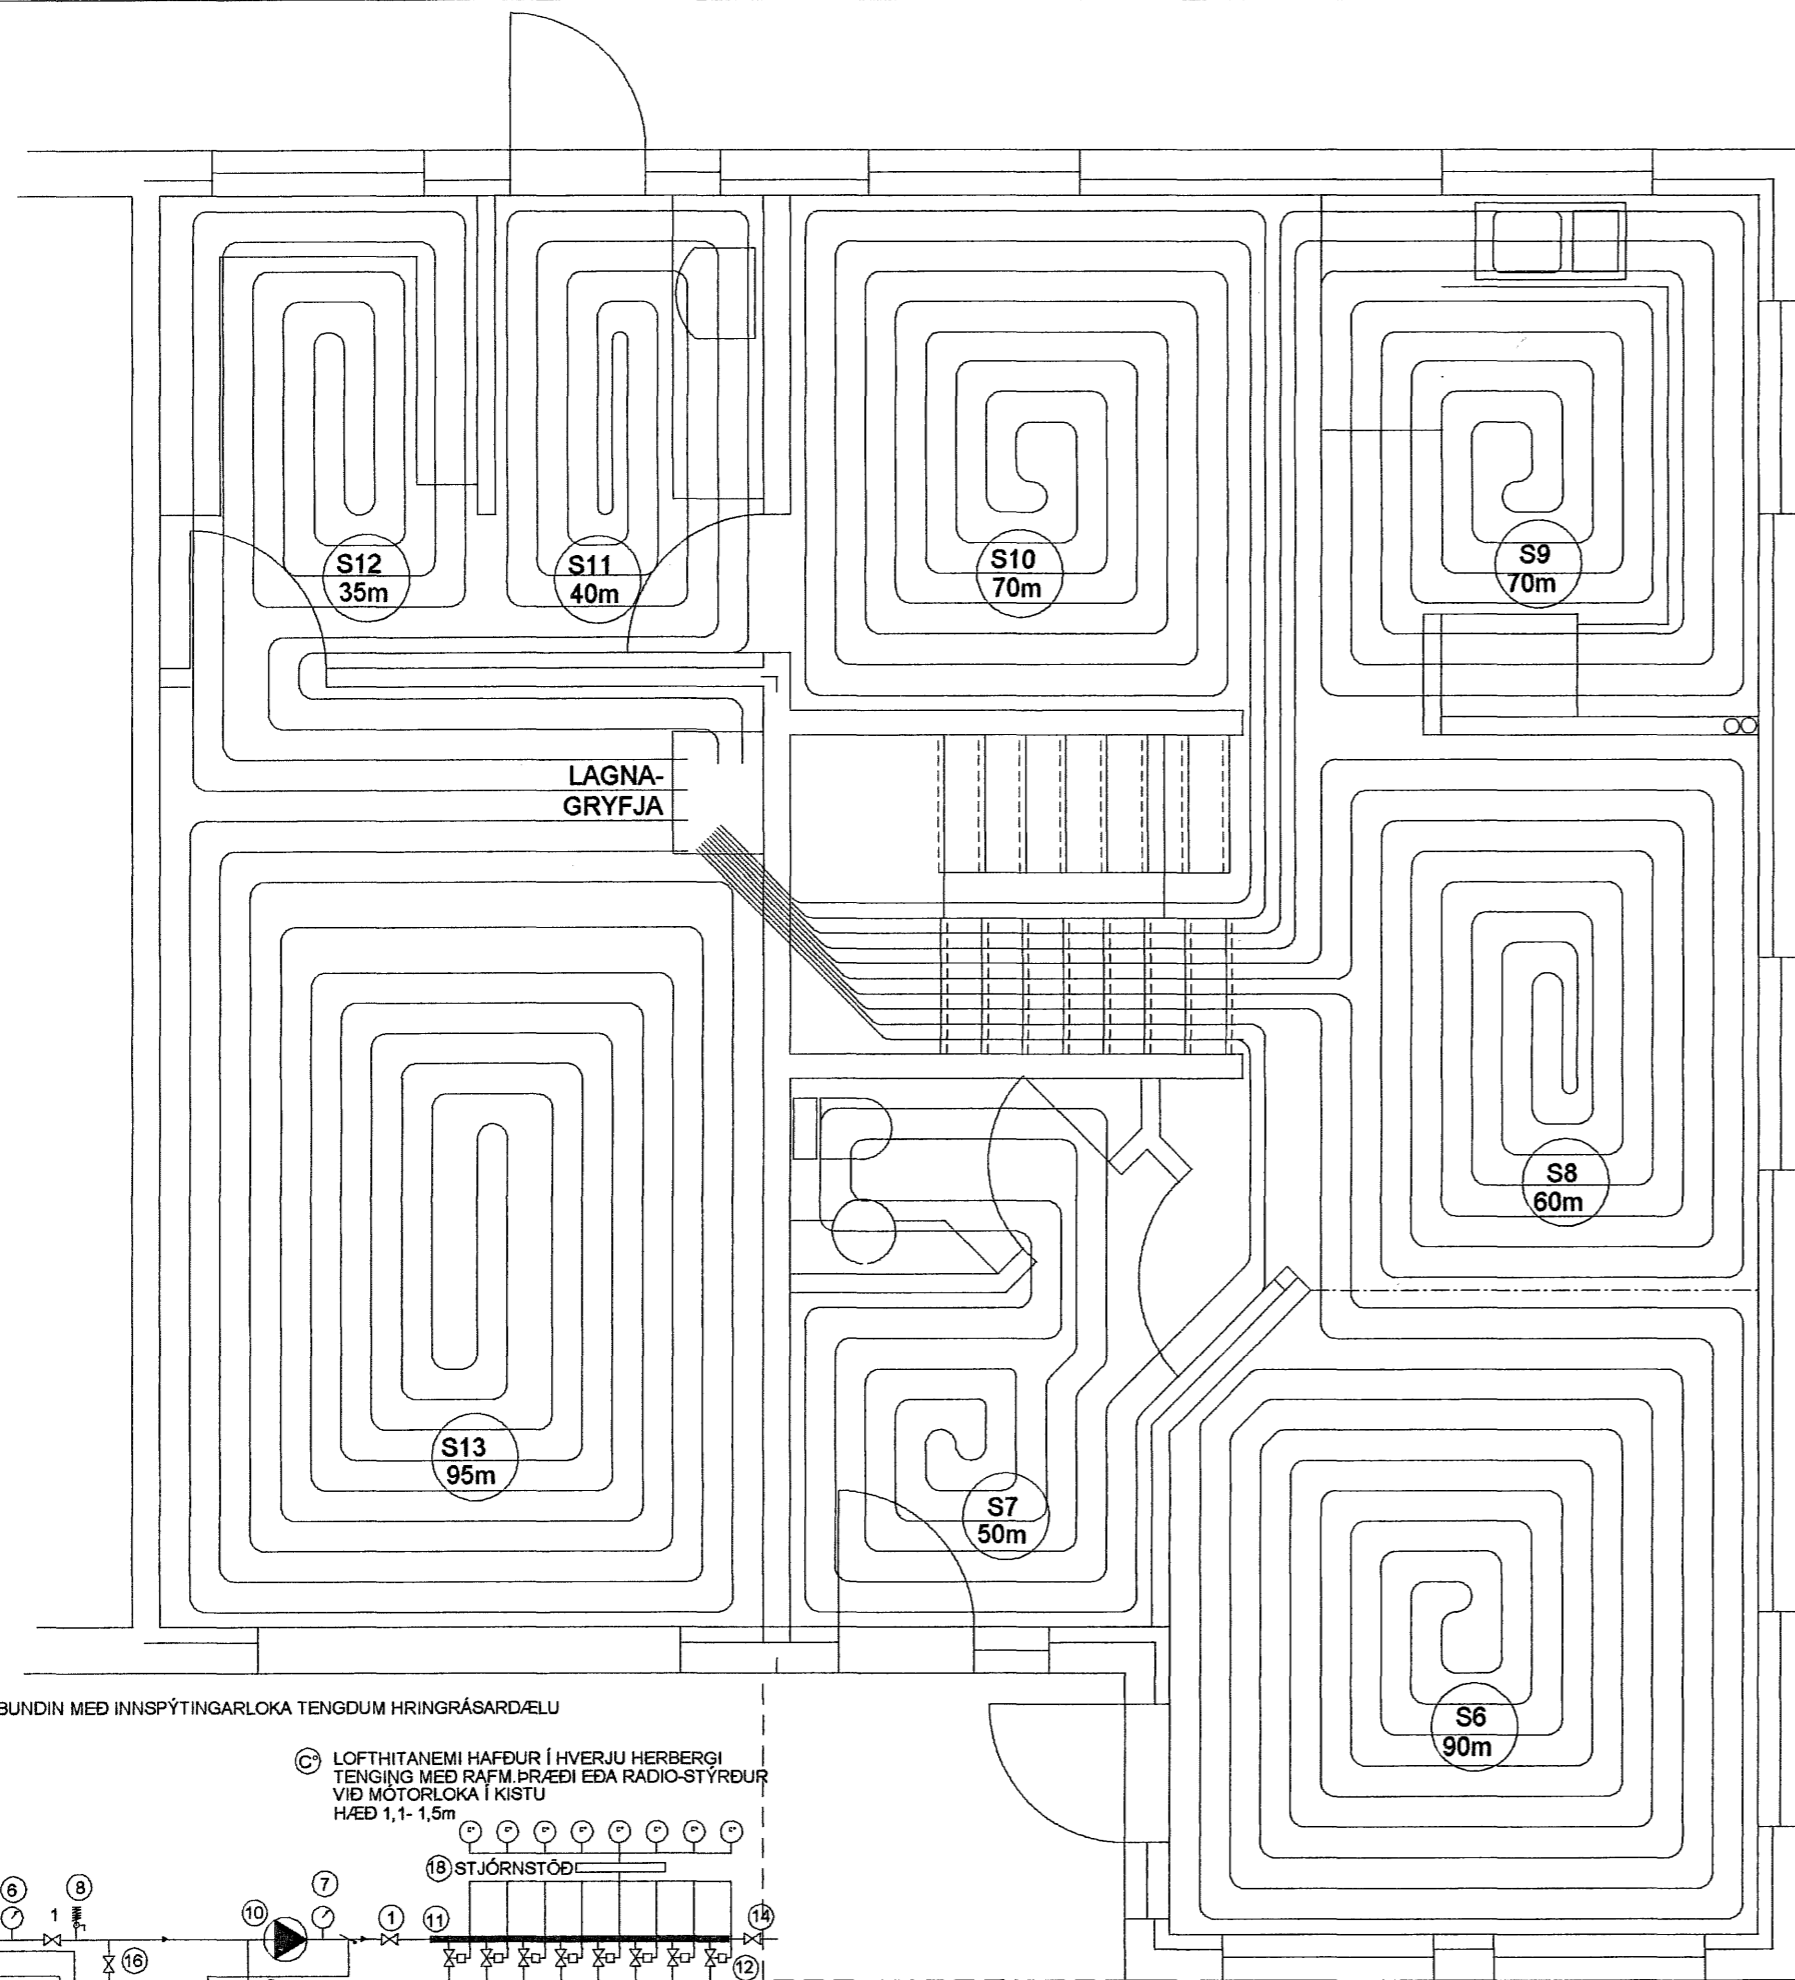 S12
35m
S11
40m
S10
70m
S9
70m
LAGNA-
GRYFJA
S8
60m
S13
95m
S7
50m
S6
90m
BUNDIN MEÐ INNSPÝTINGARLOKA TENGDUM HRINGRÁSARDÆLU
C° LOFTHITANEMI HAFÐUR Í HVERJU HERBERGI
TENGING MEÐ RAFM.ÞRÆÐI EÐA RADIO-STÝRÐUR
VIÐ MÓTORLOKA Í KISTU
HÆÐ 1,1- 1,5m
18 STJÓRNSTÖÐ
6
8
7
1
10
1
11
14
16
12